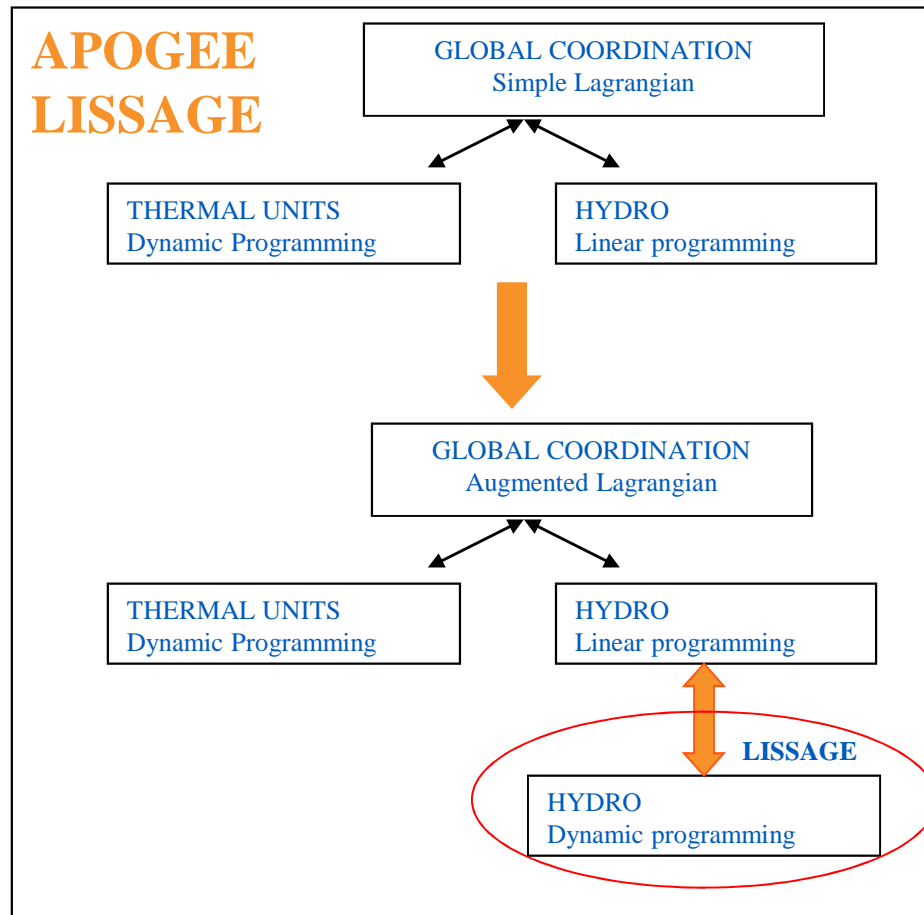 APOGEE
LISSAGE
GLOBAL COORDINATION
Simple Lagrangian
THERMAL UNITS
Dynamic Programming
HYDRO
Linear programming
GLOBAL COORDINATION
Augmented Lagrangian
THERMAL UNITS
Dynamic Programming
HYDRO
Linear programming
LISSAGE
HYDRO
Dynamic programming